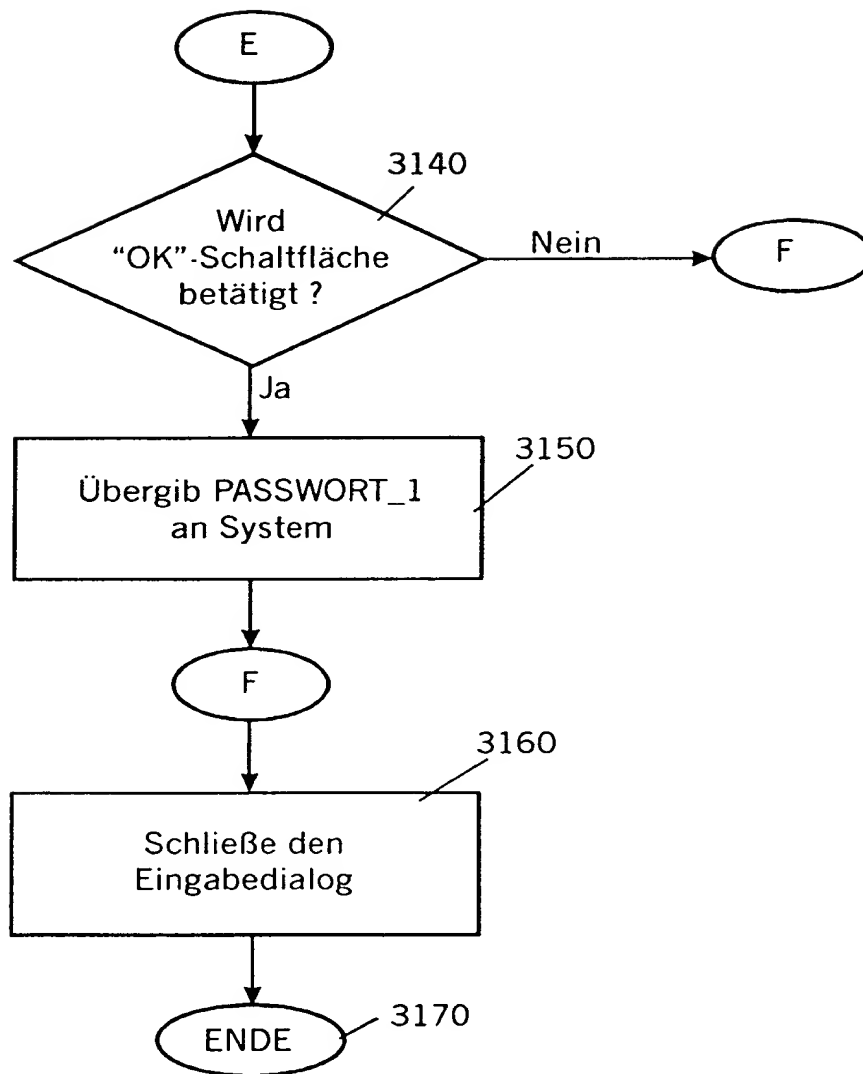 E
3140
Wird
“OK”-Schaltfläche
betätigt ?
Nein
F
Ja
3150
Übergib PASSWORT_1
an System
F
3160
Schließe den
Eingabedialog
ENDE
3170